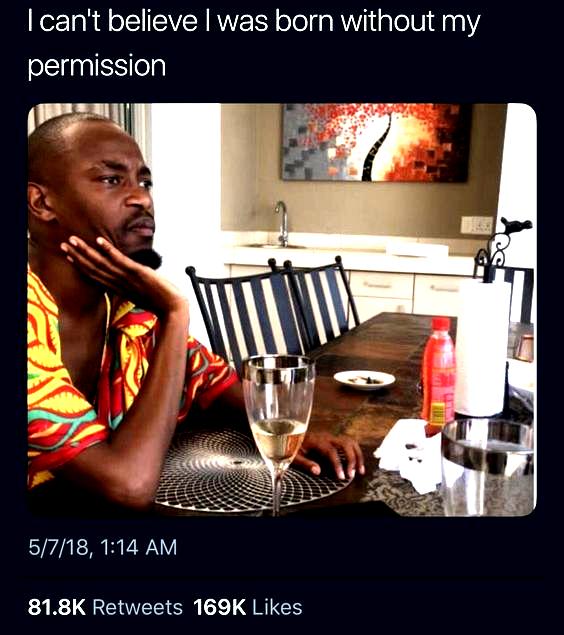 I can't believe I was born without my
permission
5/7/18, 1:14 AM
81.8K Retweets 169K Likes